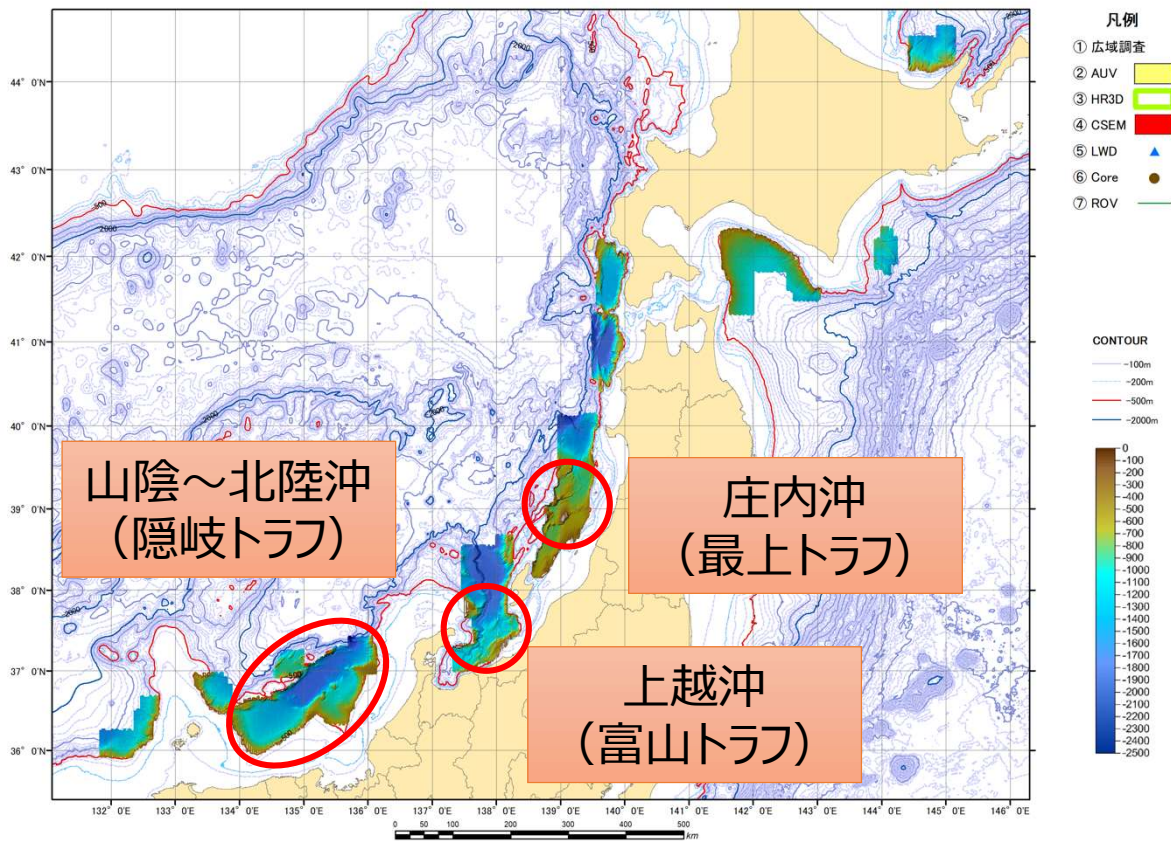 凡例
① 広域調査
② AUV
③ HR3D
④ CSEM
⑤ LWD
⑥ Core
⑦ ROV
44° 0'N
43° 0'N
42° 0'N
41° 0'N
40° 0'N
39° 0'N
38° 0'N
37° 0'N
36° 0'N
山陰～北陸沖
（隠岐トラフ）
庄内沖
（最上トラフ）
上越沖
（富山トラフ）
CONTOUR
-100m
-200m
-500m
-2000m
0
-100
-200
-300
-400
-500
-600
-700
-800
-900
-1000
-1100
-1200
-1300
-1400
-1500
-1600
-1700
-1800
-1900
-2000
-2100
-2200
-2300
-2400
-2500
132° 0'E
133° 0'E
134° 0'E
135° 0'E
136° 0'E
137° 0'E
138° 0'E
139° 0'E
140° 0'E
141° 0'E
142° 0'E
143° 0'E
144° 0'E
145° 0'E
146° 0'E
0 50 100 200 300 400 500
km